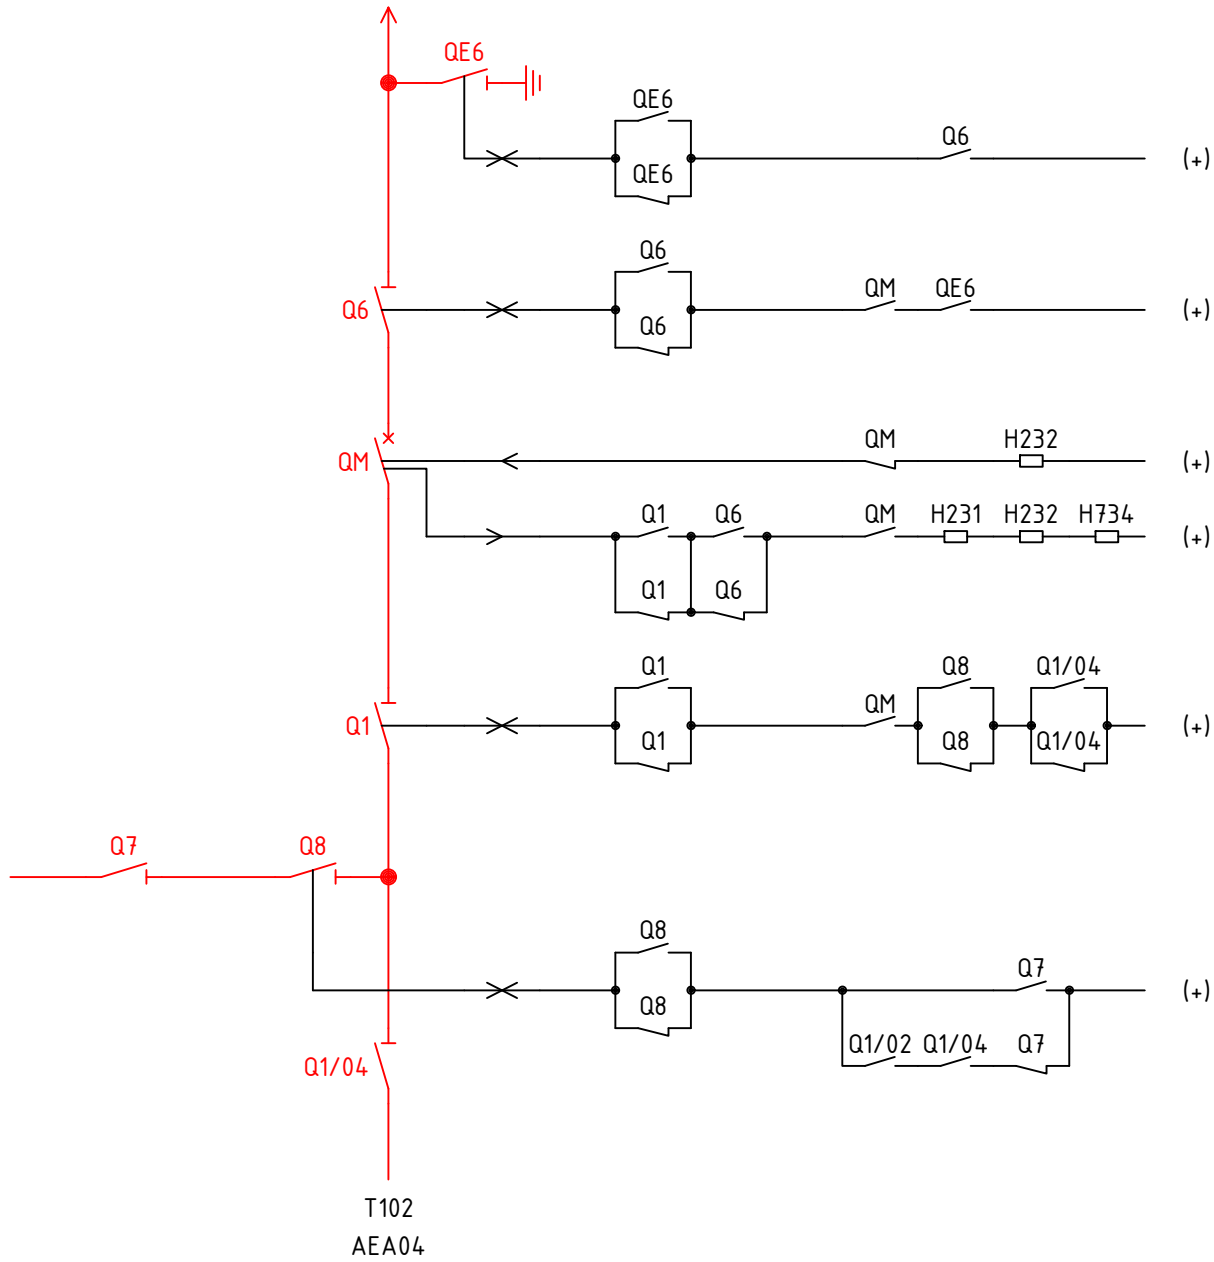 QE6
QE6
Q6
(+)
QE6
Q6
QM QE6
Q6
(+)
Q6
QM H232
QM
(+)
Q1 Q6 QM H231 H232 H734
(+)
Q1 Q6
Q1 Q8 Q1/04
QM
Q1
(+)
Q1 Q8 Q1/04
Q7 Q8
Q8
Q7
(+)
Q8
Q1/02 Q1/04 Q7
Q1/04
T102
AEA04